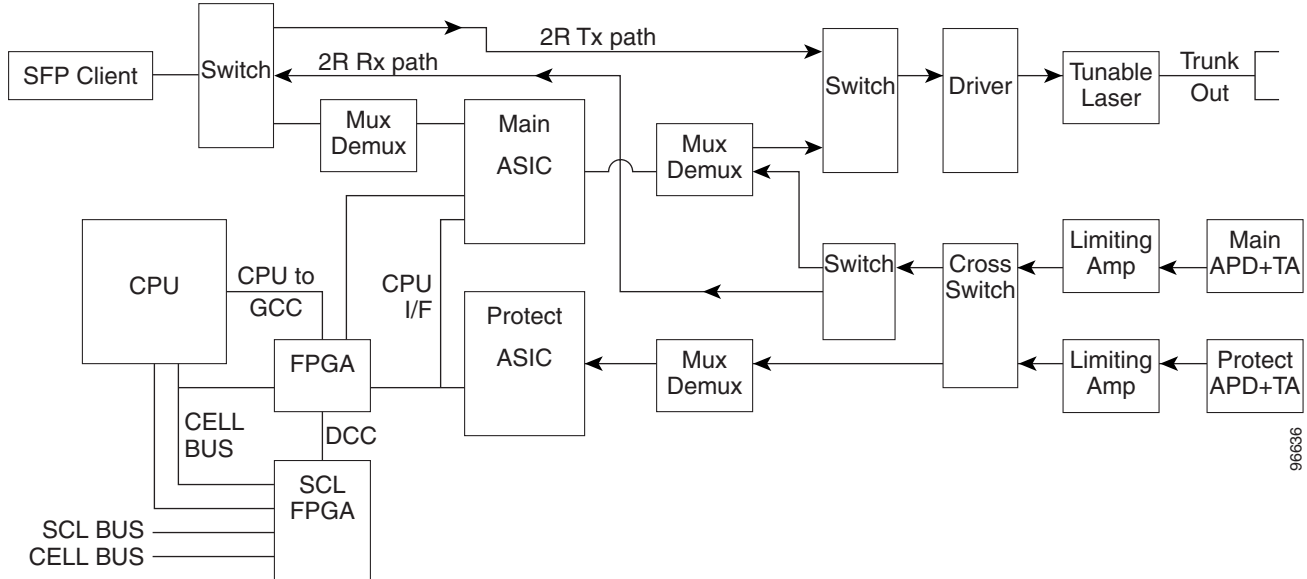 2R Tx path
SFP Client
Switch
2R Rx path
Mux
Demux
Main
ASIC
Mux
Demux
Switch
Driver
Tunable
Laser
Trunk
Out
CPU
CPU to
GCC
CPU
I/F
Switch
Cross
Switch
Limiting
Amp
Main
APD+TA
FPGA
Protect
ASIC
Mux
Demux
Limiting
Amp
Protect
APD+TA
CELL
BUS
DCC
SCL
FPGA
SCL BUS
CELL BUS
96636